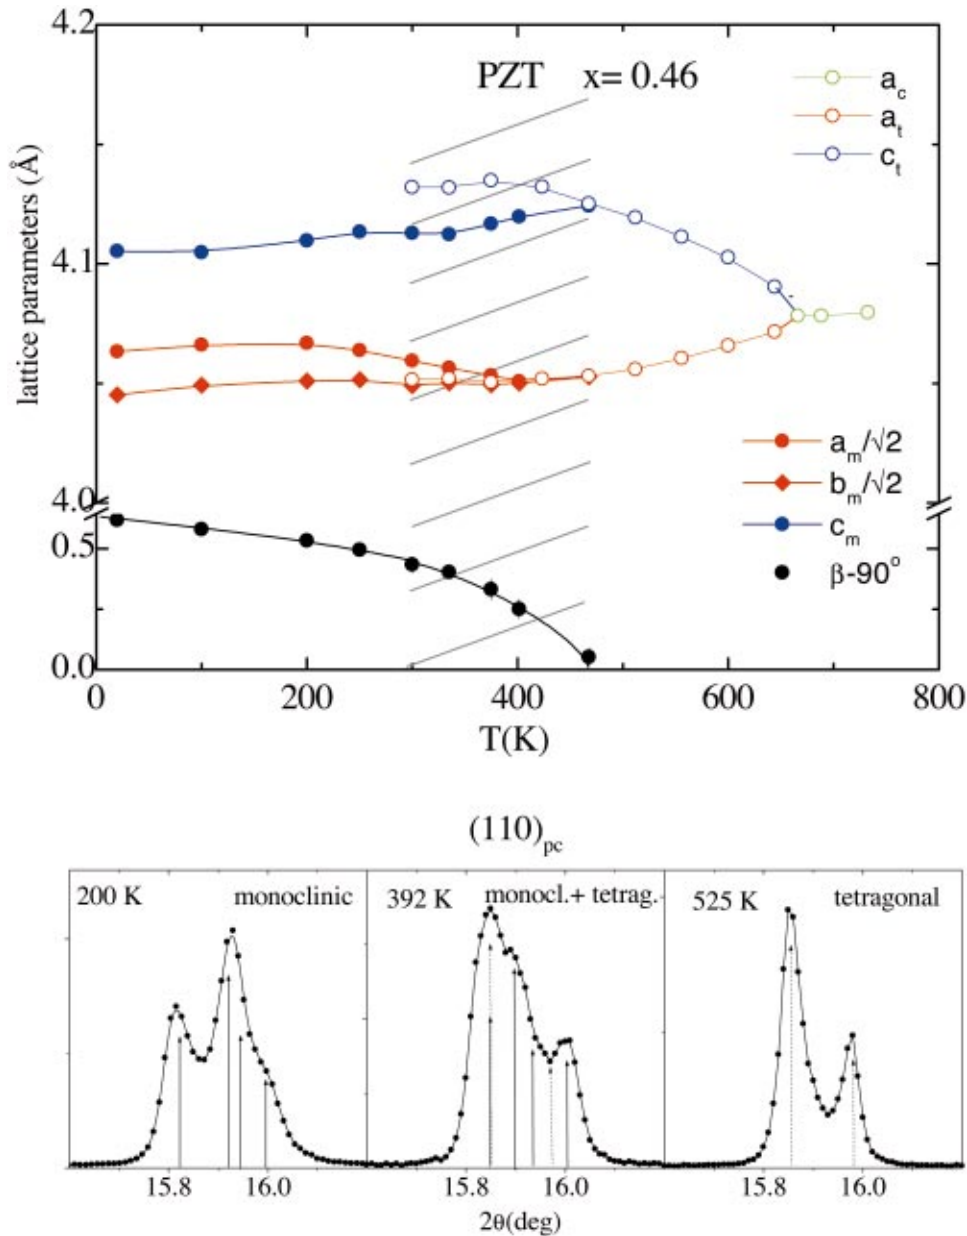 4.2
PZT x= 0.46
a_c
a_t
c_t
4.1
lattice parameters (Å)
a_m/√2
b_m/√2
c_m
β-90°
4.0
0.5
0.0
0 200 400 600 800
T(K)
(110)_pc
200 K monoclinic
392 K monocl.+ tetrag.
525 K tetragonal
15.8 16.0 15.8 16.0 15.8 16.0
2θ(deg)